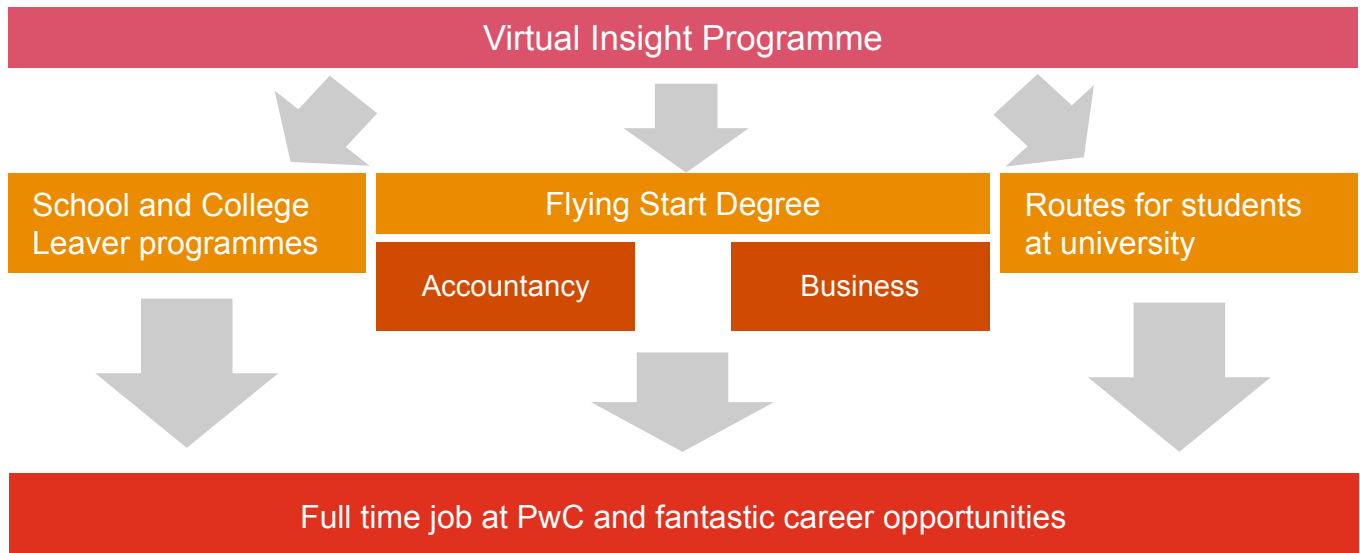 Virtual Insight Programme
School and College
Leaver programmes
Flying Start Degree
Accountancy
Business
Routes for students
at university
Full time job at PwC and fantastic career opportunities